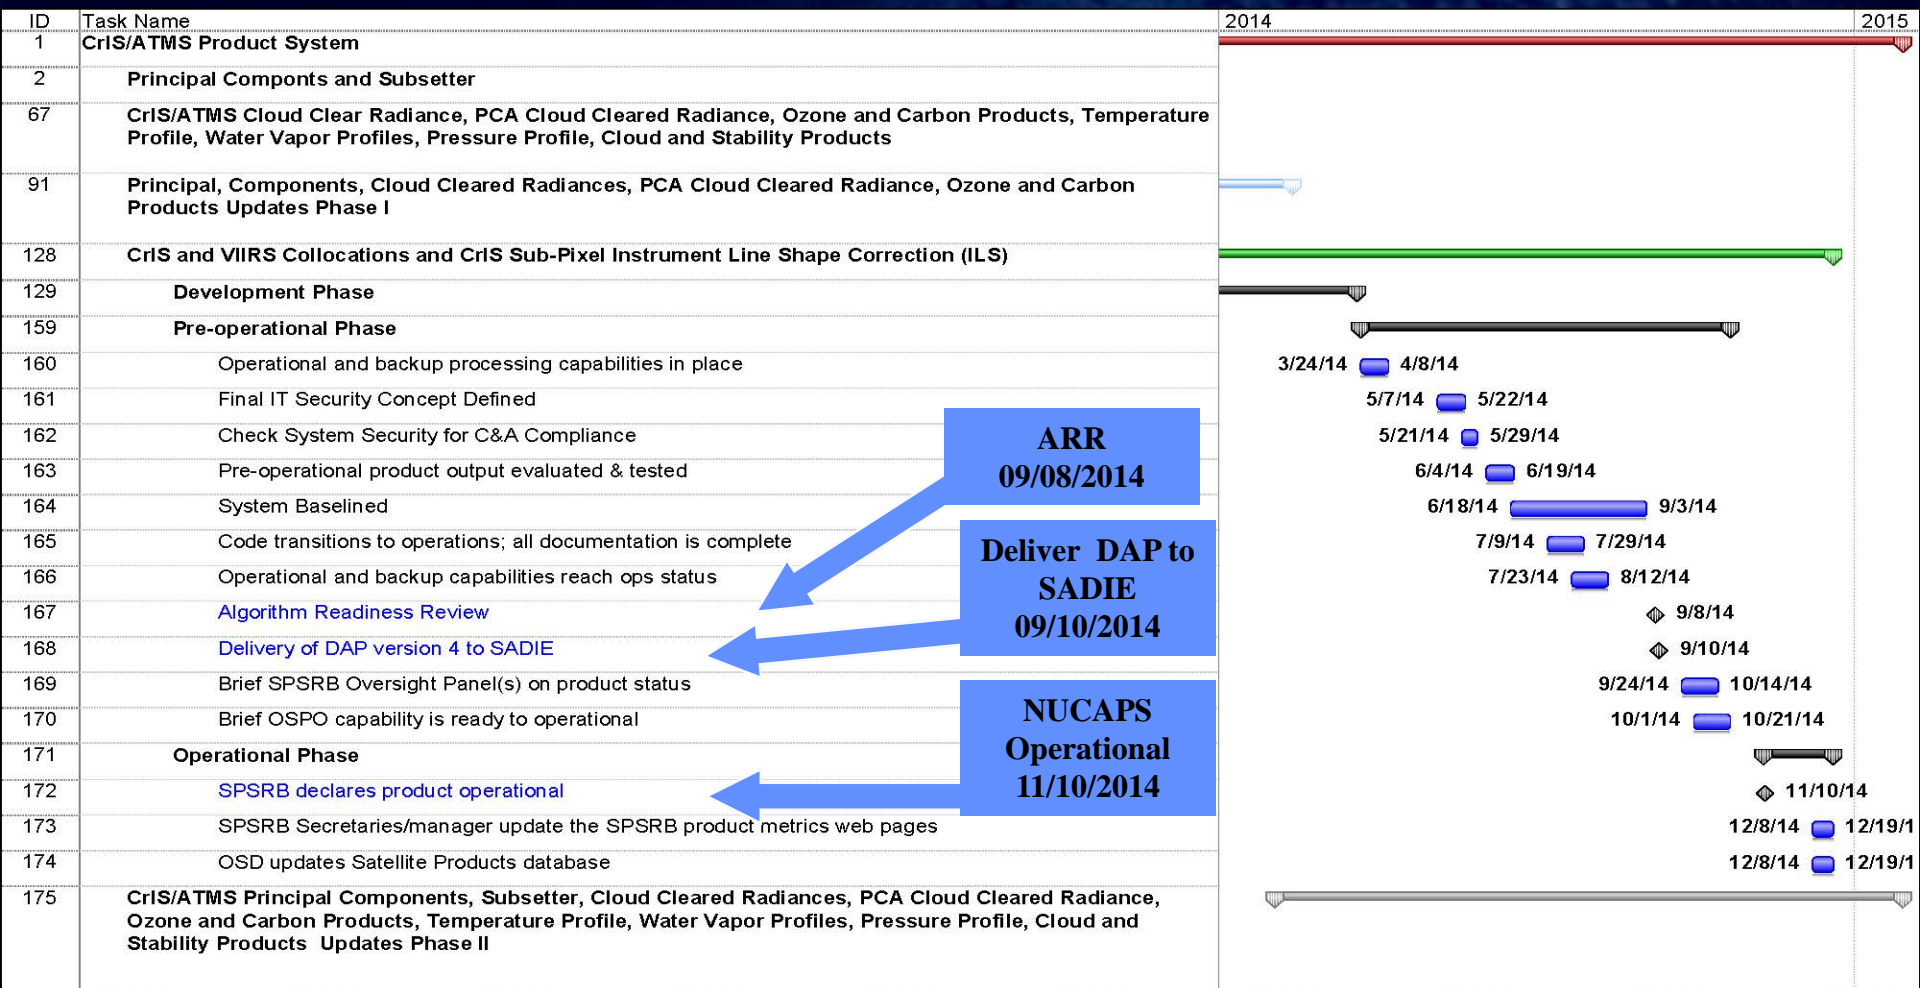 ID Task Name 2014 2015
1 CrIS/ATMS Product System
2 Principal Componts and Subsetter
67 CrIS/ATMS Cloud Clear Radiance, PCA Cloud Cleared Radiance, Ozone and Carbon Products, Temperature
Profile, Water Vapor Profiles, Pressure Profile, Cloud and Stability Products
91 Principal, Components, Cloud Cleared Radiances, PCA Cloud Cleared Radiance, Ozone and Carbon
Products Updates Phase I
128 CrIS and VIIRS Collocations and CrIS Sub-Pixel Instrument Line Shape Correction (ILS)
129 Development Phase
159 Pre-operational Phase
160 Operational and backup processing capabilities in place 3/24/14 4/8/14
161 Final IT Security Concept Defined 5/7/14 5/22/14
162 Check System Security for C&A Compliance 5/21/14 5/29/14
163 Pre-operational product output evaluated & tested 6/4/14 6/19/14
164 System Baselined 6/18/14 9/3/14
165 Code transitions to operations; all documentation is complete 7/9/14 7/29/14
166 Operational and backup capabilities reach ops status 7/23/14 8/12/14
167 Algorithm Readiness Review 9/8/14
168 Delivery of DAP version 4 to SADIE 9/10/14
169 Brief SPSRB Oversight Panel(s) on product status 9/24/14 10/14/14
170 Brief OSPO capability is ready to operational 10/1/14 10/21/14
171 Operational Phase
172 SPSRB declares product operational 11/10/14
173 SPSRB Secretaries/manager update the SPSRB product metrics web pages 12/8/14 12/19/1
174 OSD updates Satellite Products database 12/8/14 12/19/1
175 CrIS/ATMS Principal Components, Subsetter, Cloud Cleared Radiances, PCA Cloud Cleared Radiance,
Ozone and Carbon Products, Temperature Profile, Water Vapor Profiles, Pressure Profile, Cloud and
Stability Products Updates Phase II
ARR
09/08/2014
Deliver DAP to
SADIE
09/10/2014
NUCAPS
Operational
11/10/2014